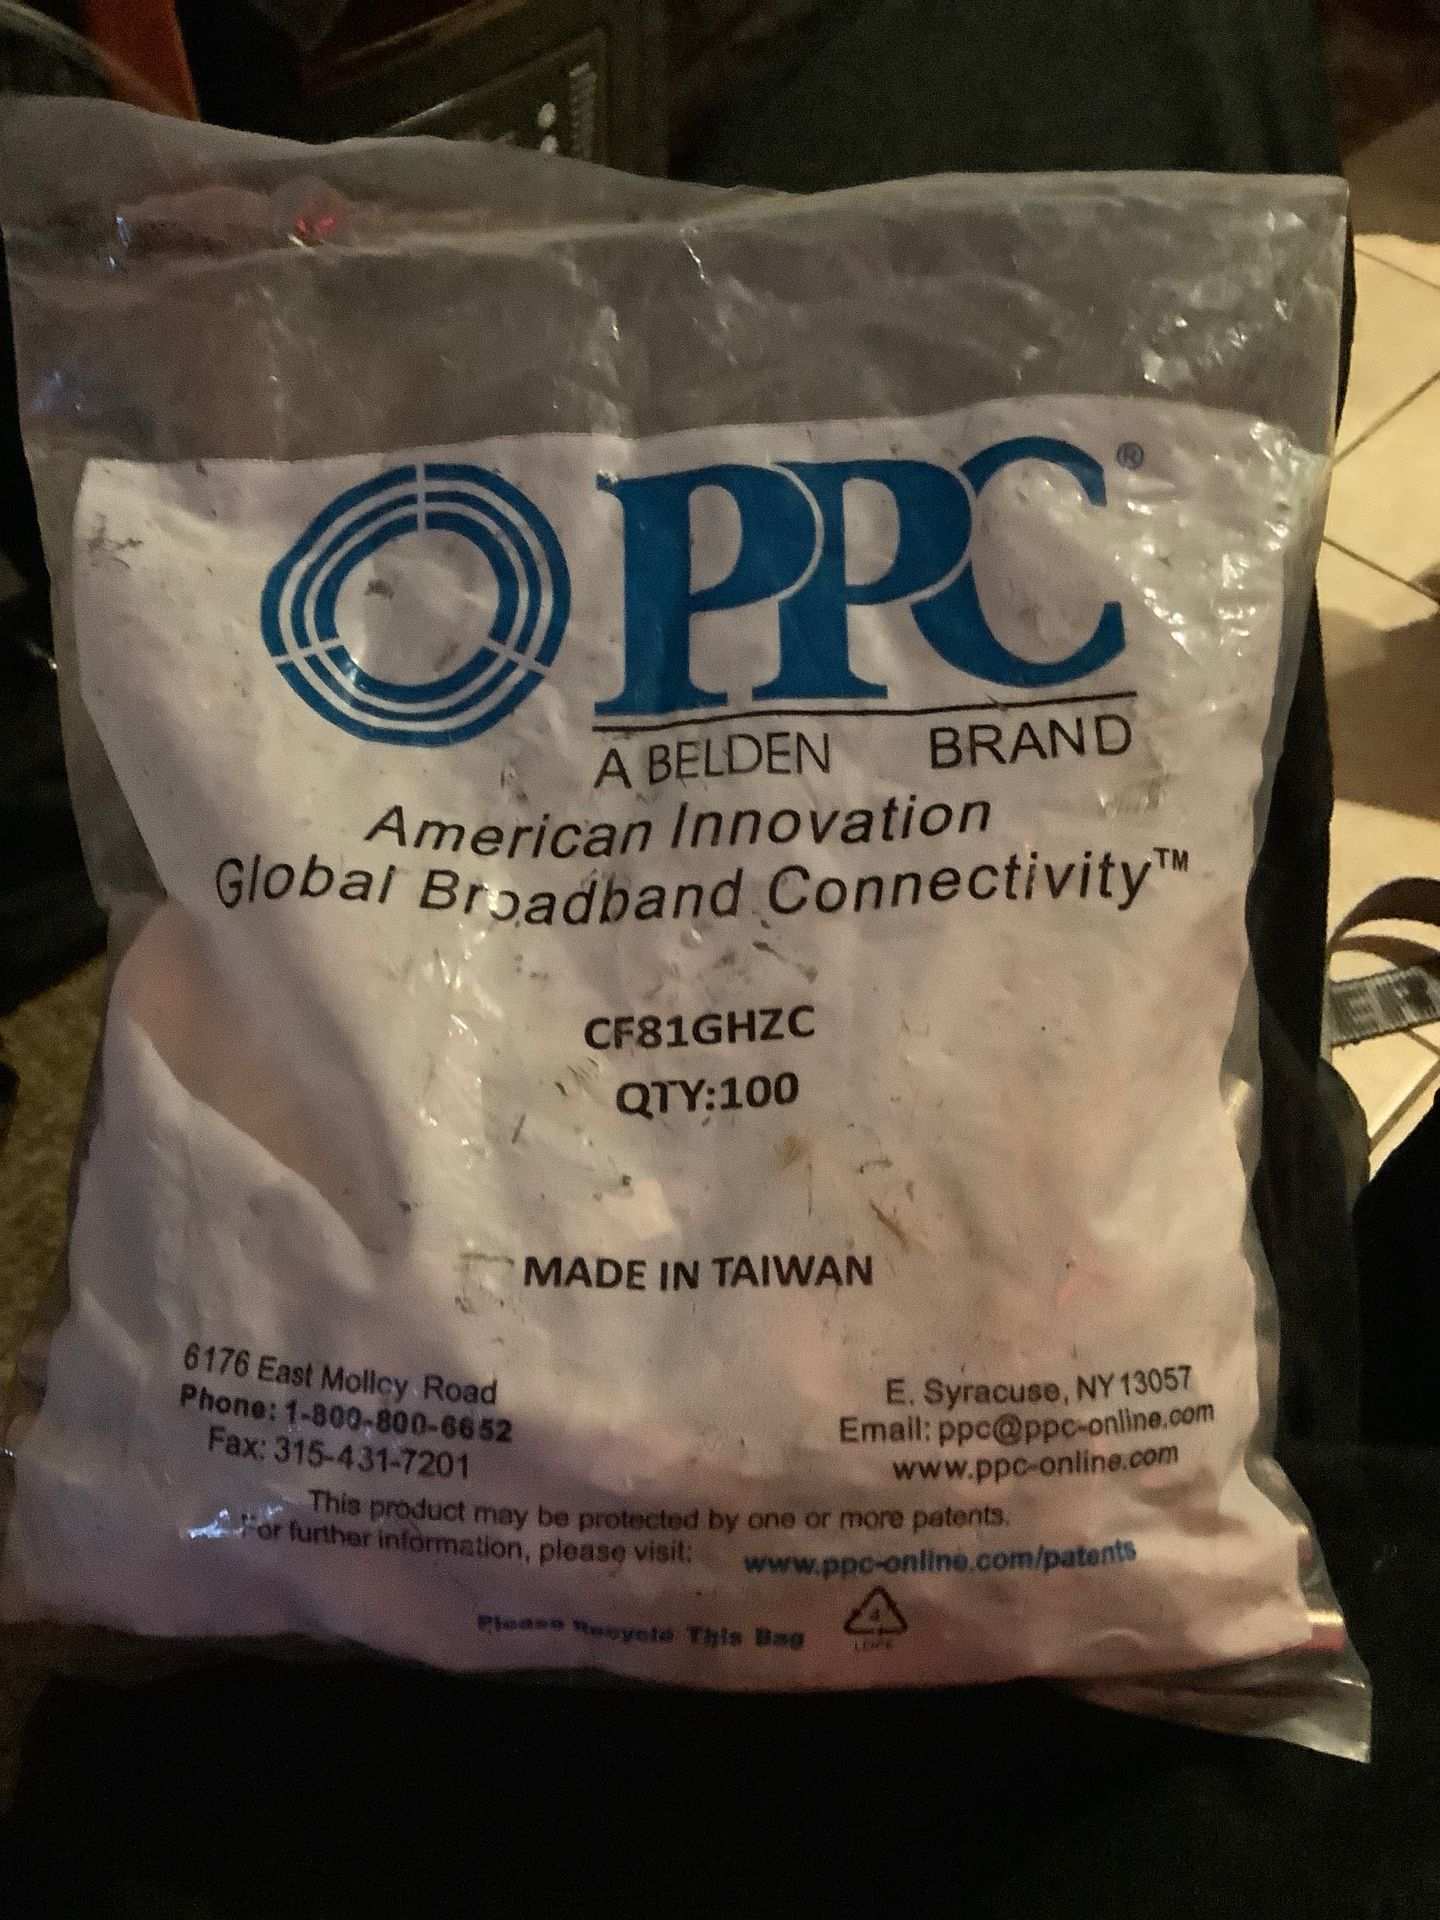 PPC®
A BELDEN BRAND
American Innovation
Global Broadband Connectivity™
CF81GHZC
QTY:100
MADE IN TAIWAN
6176 East Molloy Road
Phone: 1-800-800-6652
Fax: 315-431-7201
E. Syracuse, NY 13057
Email: ppc@ppc-online.com
www.ppc-online.com
This product may be protected by one or more patents.
For further information, please visit: www.ppc-online.com/patents
Please Recycle This Bag
4
LDPE